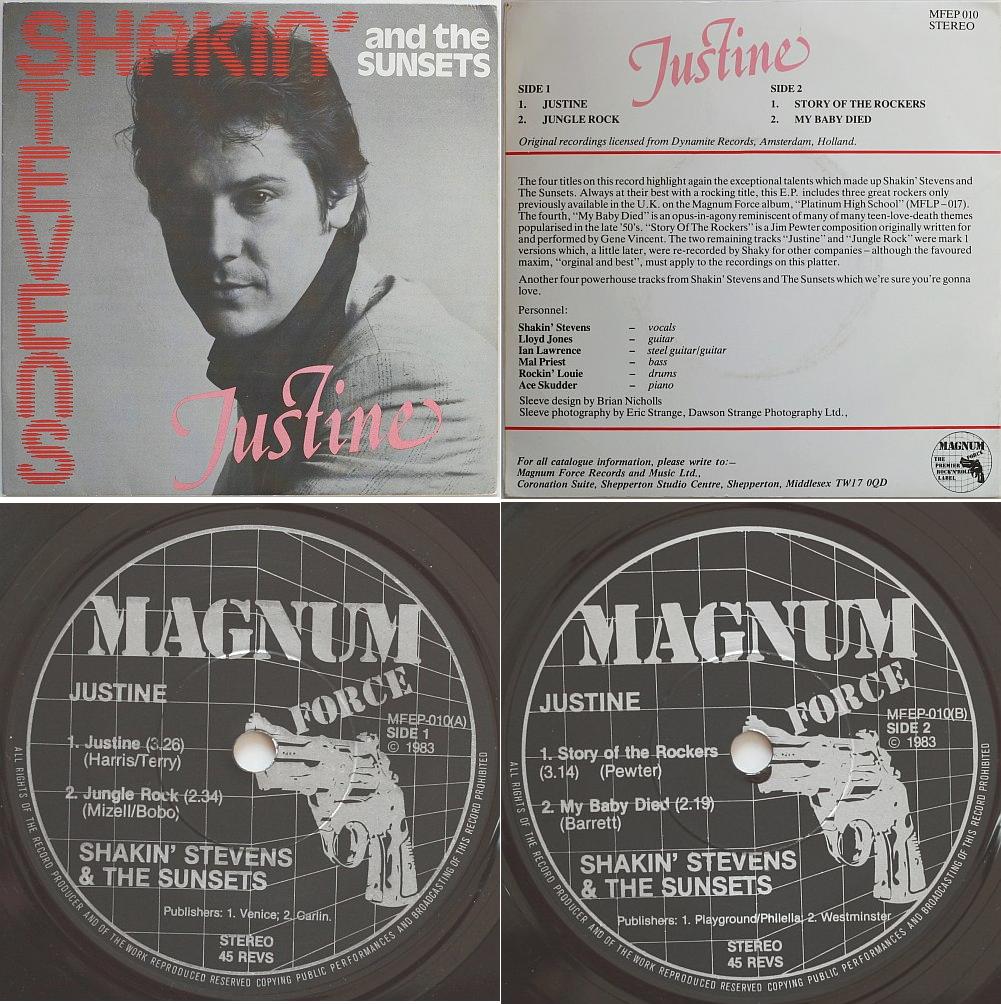 SHAKIN'
STEVENS
and the
SUNSETS
Justine
MFEP 010
STEREO
Justine
SIDE 1
1. JUSTINE
2. JUNGLE ROCK
SIDE 2
1. STORY OF THE ROCKERS
2. MY BABY DIED
Original recordings licensed from Dynamite Records, Amsterdam, Holland.
The four titles on this record highlight again the exceptional talents which made up Shakin' Stevens and
The Sunsets. Always at their best with a rocking title, this E.P. includes three great rockers only
previously available in the U.K. on the Magnum Force album, "Platinum High School" (MFLP–017).
The fourth, "My Baby Died" is an opus-in-agony reminiscent of many of many teen-love-death themes
popularised in the late '50's. "Story Of The Rockers" is a Jim Pewter composition originally written for
and performed by Gene Vincent. The two remaining tracks "Justine" and "Jungle Rock" were mark 1
versions which, a little later, were re-recorded by Shaky for other companies – although the favoured
maxim, "orginal and best", must apply to the recordings on this platter.
Another four powerhouse tracks from Shakin' Stevens and The Sunsets which we're sure you're gonna
love.
Personnel:
Shakin' Stevens – vocals
Lloyd Jones – guitar
Ian Lawrence – steel guitar/guitar
Mal Priest – bass
Rockin' Louie – drums
Ace Skudder – piano
Sleeve design by Brian Nicholls
Sleeve photography by Eric Strange, Dawson Strange Photography Ltd.,
For all catalogue information, please write to:–
Magnum Force Records and Music Ltd.,
Coronation Suite, Shepperton Studio Centre, Shepperton, Middlesex TW17 0QD
MAGNUM
FORCE
THE
PREMIER
ROCK'N'ROLL
LABEL
MAGNUM
FORCE
JUSTINE
MFEP-010(A)
SIDE 1
© 1983
1. Justine (3.26)
(Harris/Terry)
2. Jungle Rock (2.34)
(Mizell/Bobo)
SHAKIN' STEVENS
& THE SUNSETS
Publishers: 1. Venice; 2. Carlin.
STEREO
45 REVS
ALL RIGHTS OF THE RECORD PRODUCER AND OF THE WORK REPRODUCED RESERVED COPYING PUBLIC PERFORMANCES AND BROADCASTING OF THIS RECORD PROHIBITED
MAGNUM
FORCE
JUSTINE
MFEP-010(B)
SIDE 2
© 1983
1. Story of the Rockers
(3.14) (Pewter)
2. My Baby Died (2.19)
(Barrett)
SHAKIN' STEVENS
& THE SUNSETS
Publishers: 1. Playground/Philella; 2. Westminster
STEREO
45 REVS
ALL RIGHTS OF THE RECORD PRODUCER AND OF THE WORK REPRODUCED RESERVED COPYING PUBLIC PERFORMANCES AND BROADCASTING OF THIS RECORD PROHIBITED